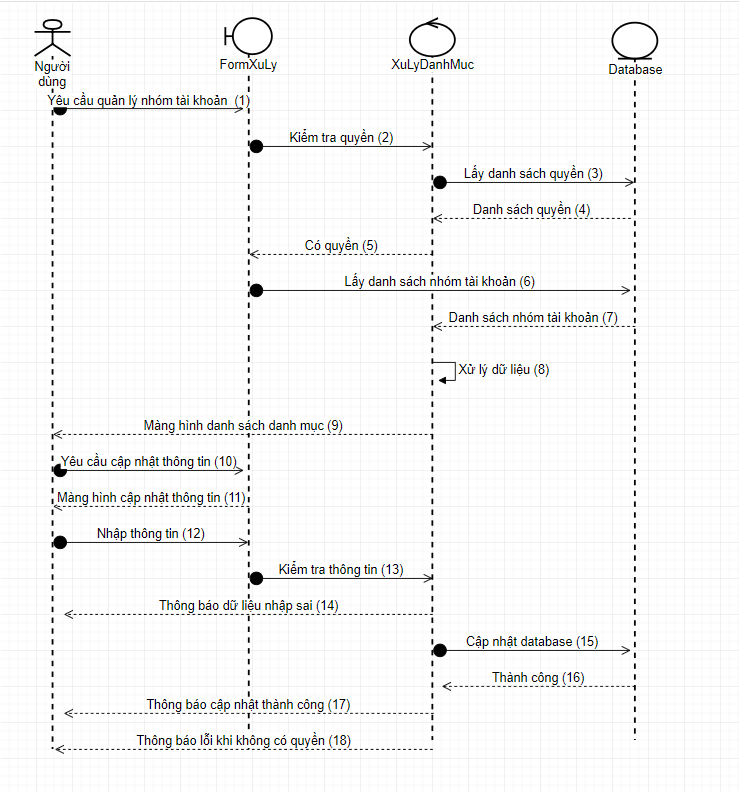 Người
dùng
FormXuLy
XuLyDanhMuc
Database
Yêu cầu quản lý nhóm tài khoản (1)
Kiểm tra quyền (2)
Lấy danh sách quyền (3)
Danh sách quyền (4)
Có quyền (5)
Lấy danh sách nhóm tài khoản (6)
Danh sách nhóm tài khoản (7)
Xử lý dữ liệu (8)
Màng hình danh sách danh mục (9)
Yêu cầu cập nhật thông tin (10)
Màng hình cập nhật thông tin (11)
Nhập thông tin (12)
Kiểm tra thông tin (13)
Thông báo dữ liệu nhập sai (14)
Cập nhật database (15)
Thành công (16)
Thông báo cập nhật thành công (17)
Thông báo lỗi khi không có quyền (18)